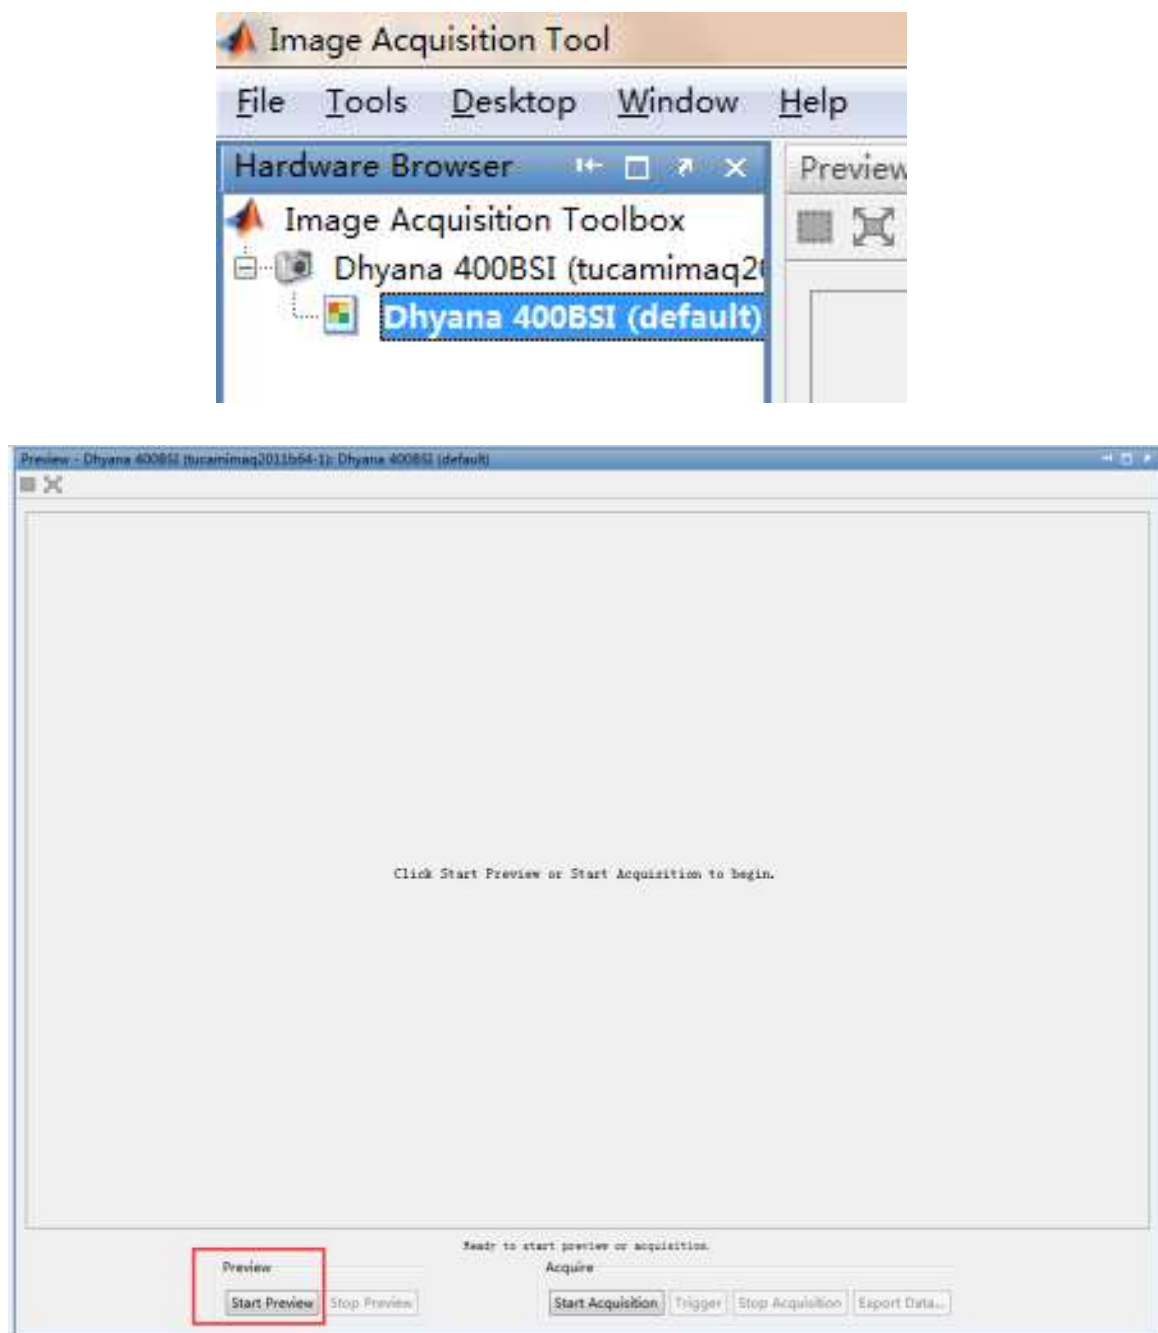 Image Acquisition Tool
File Tools Desktop Window Help
Hardware Browser
Preview
Image Acquisition Toolbox
Dhyana 400BSI (tucamimaq2
Dhyana 400BSI (default)
Preview - Dhyana 400BSI (tucamimaq2011b64-1): Dhyana 400BSI (default)
Click Start Preview or Start Acquisition to begin.
Ready to start preview or acquisition.
Preview Acquire
Start Preview Stop Preview Start Acquisition Trigger Stop Acquisition Export Data...